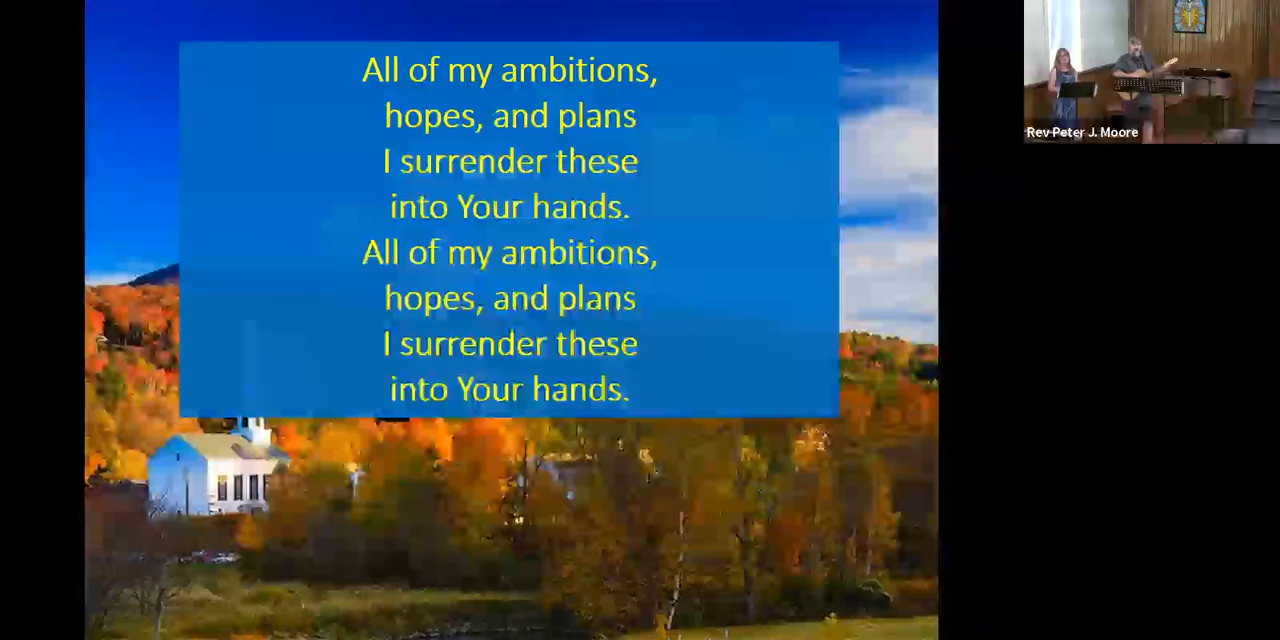 All of my ambitions,
hopes, and plans
I surrender these
into Your hands.
All of my ambitions,
hopes, and plans
I surrender these
into Your hands.
Rev Peter J. Moore